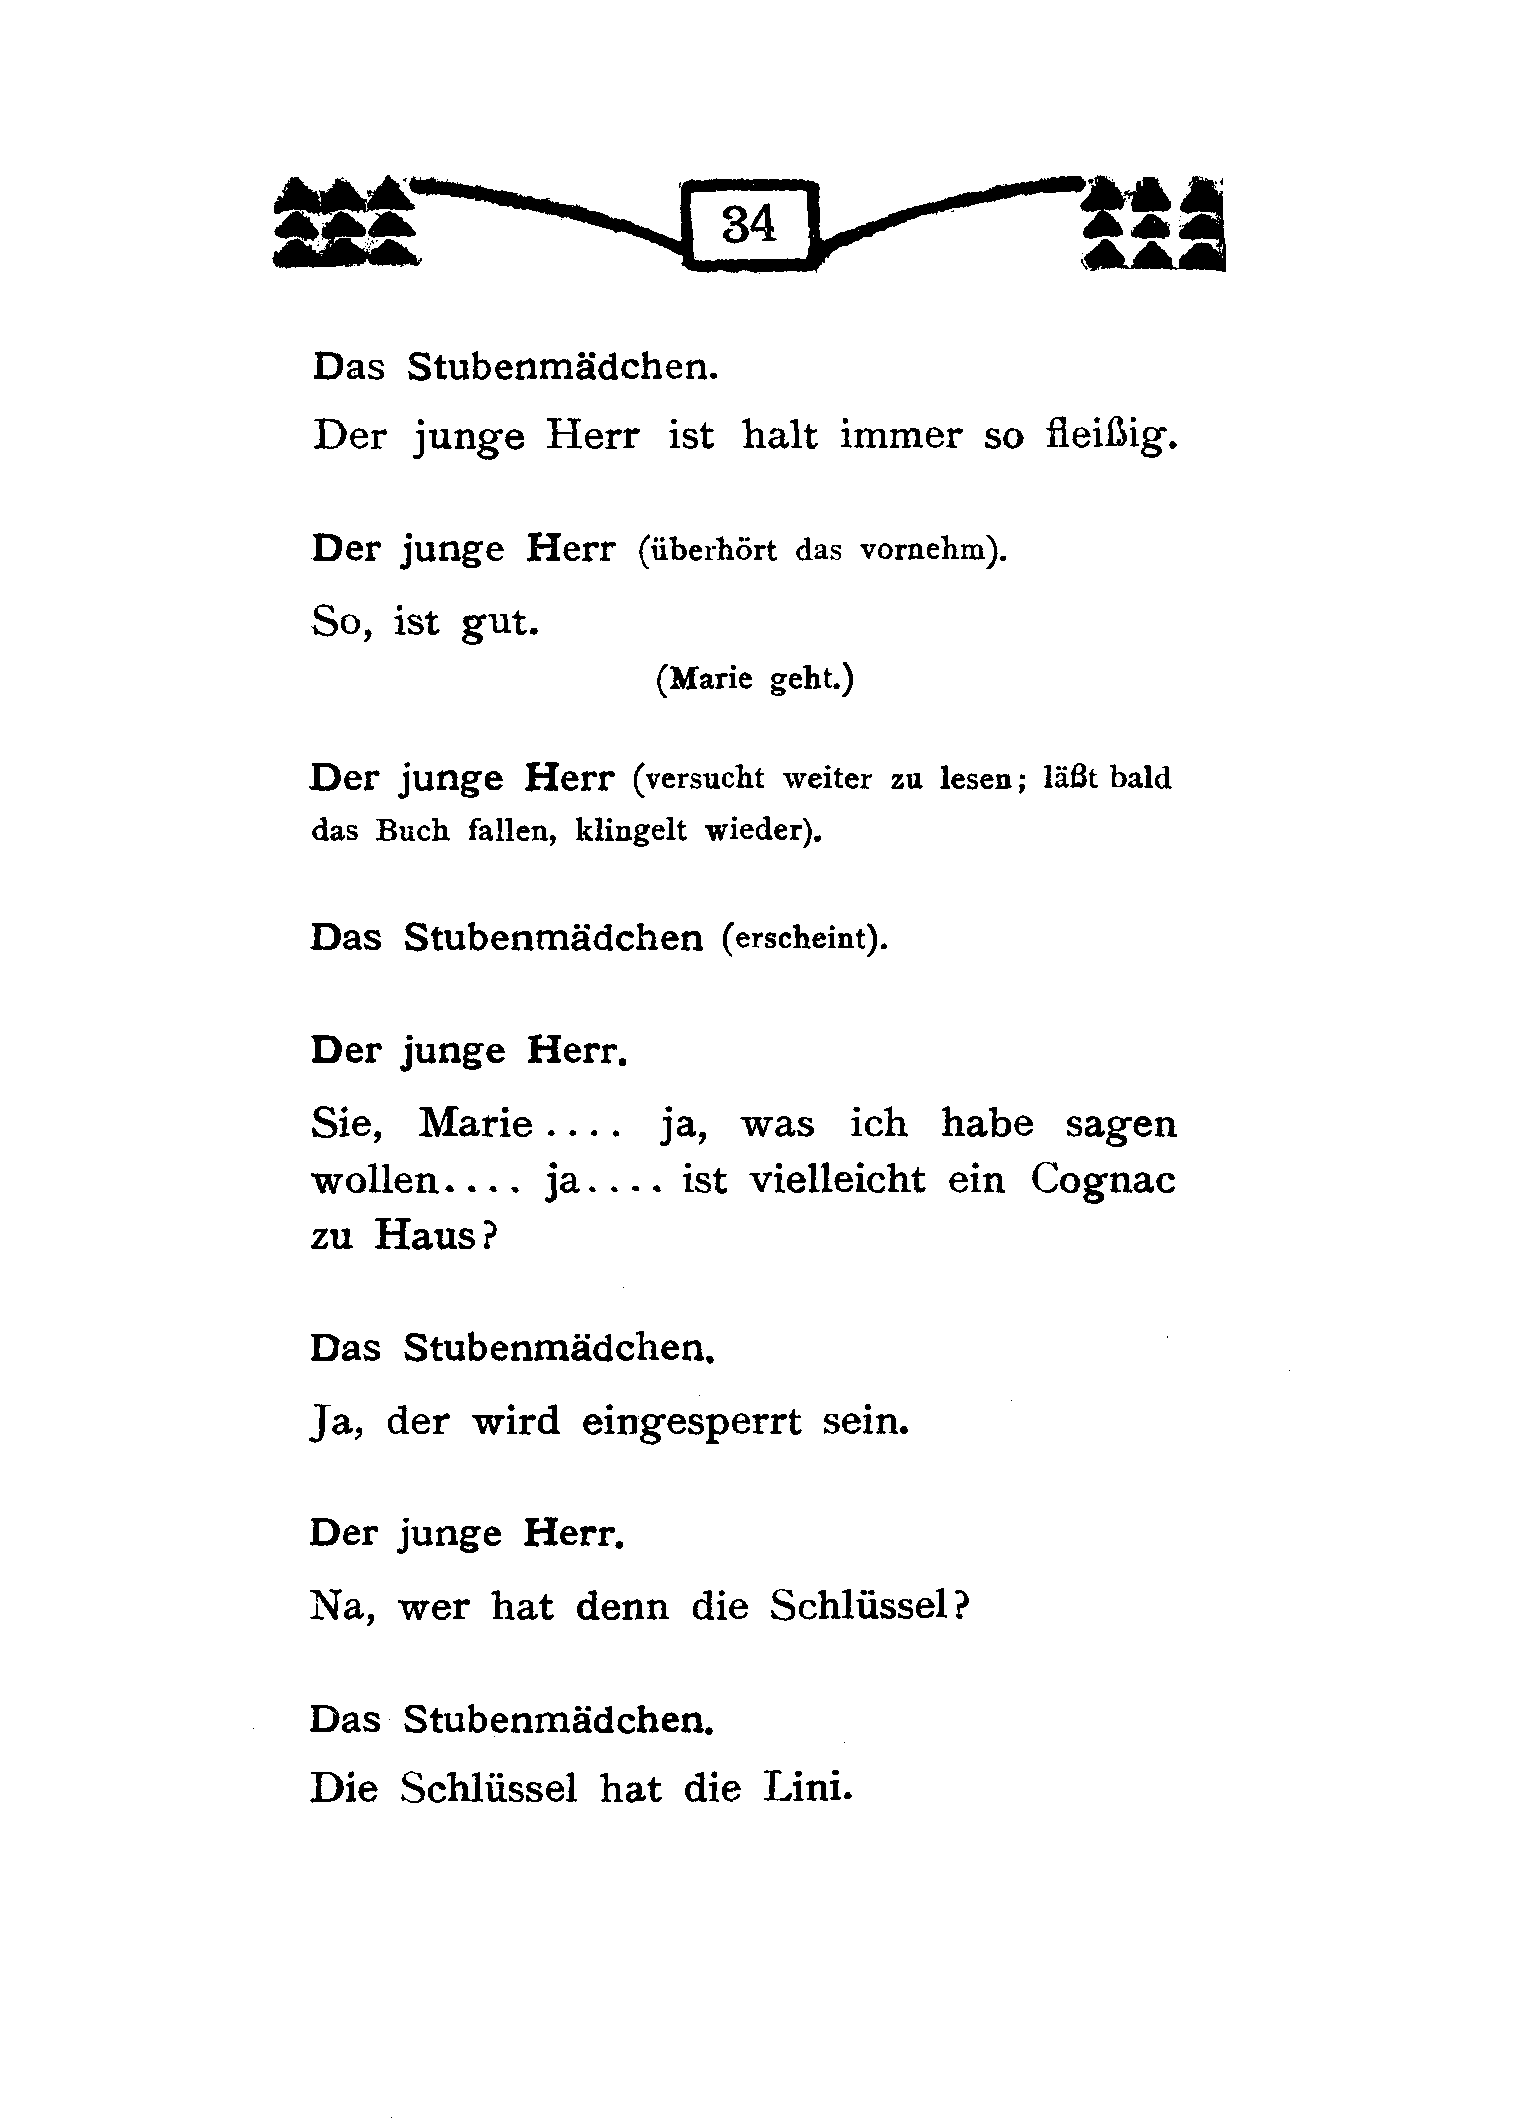 34
Das Stubenmädchen.
Der junge Herr ist halt immer so fleißig.
Der junge Herr (überhört das vornehm).
So, ist gut.
(Marie geht.)
Der junge Herr (versucht weiter zu lesen; läßt bald
das Buch fallen, klingelt wieder).
Das Stubenmädchen (erscheint).
Der junge Herr.
Sie, Marie .... ja, was ich habe sagen
wollen.... ja.... ist vielleicht ein Cognac
zu Haus?
Das Stubenmädchen.
Ja, der wird eingesperrt sein.
Der junge Herr.
Na, wer hat denn die Schlüssel?
Das Stubenmädchen.
Die Schlüssel hat die Lini.